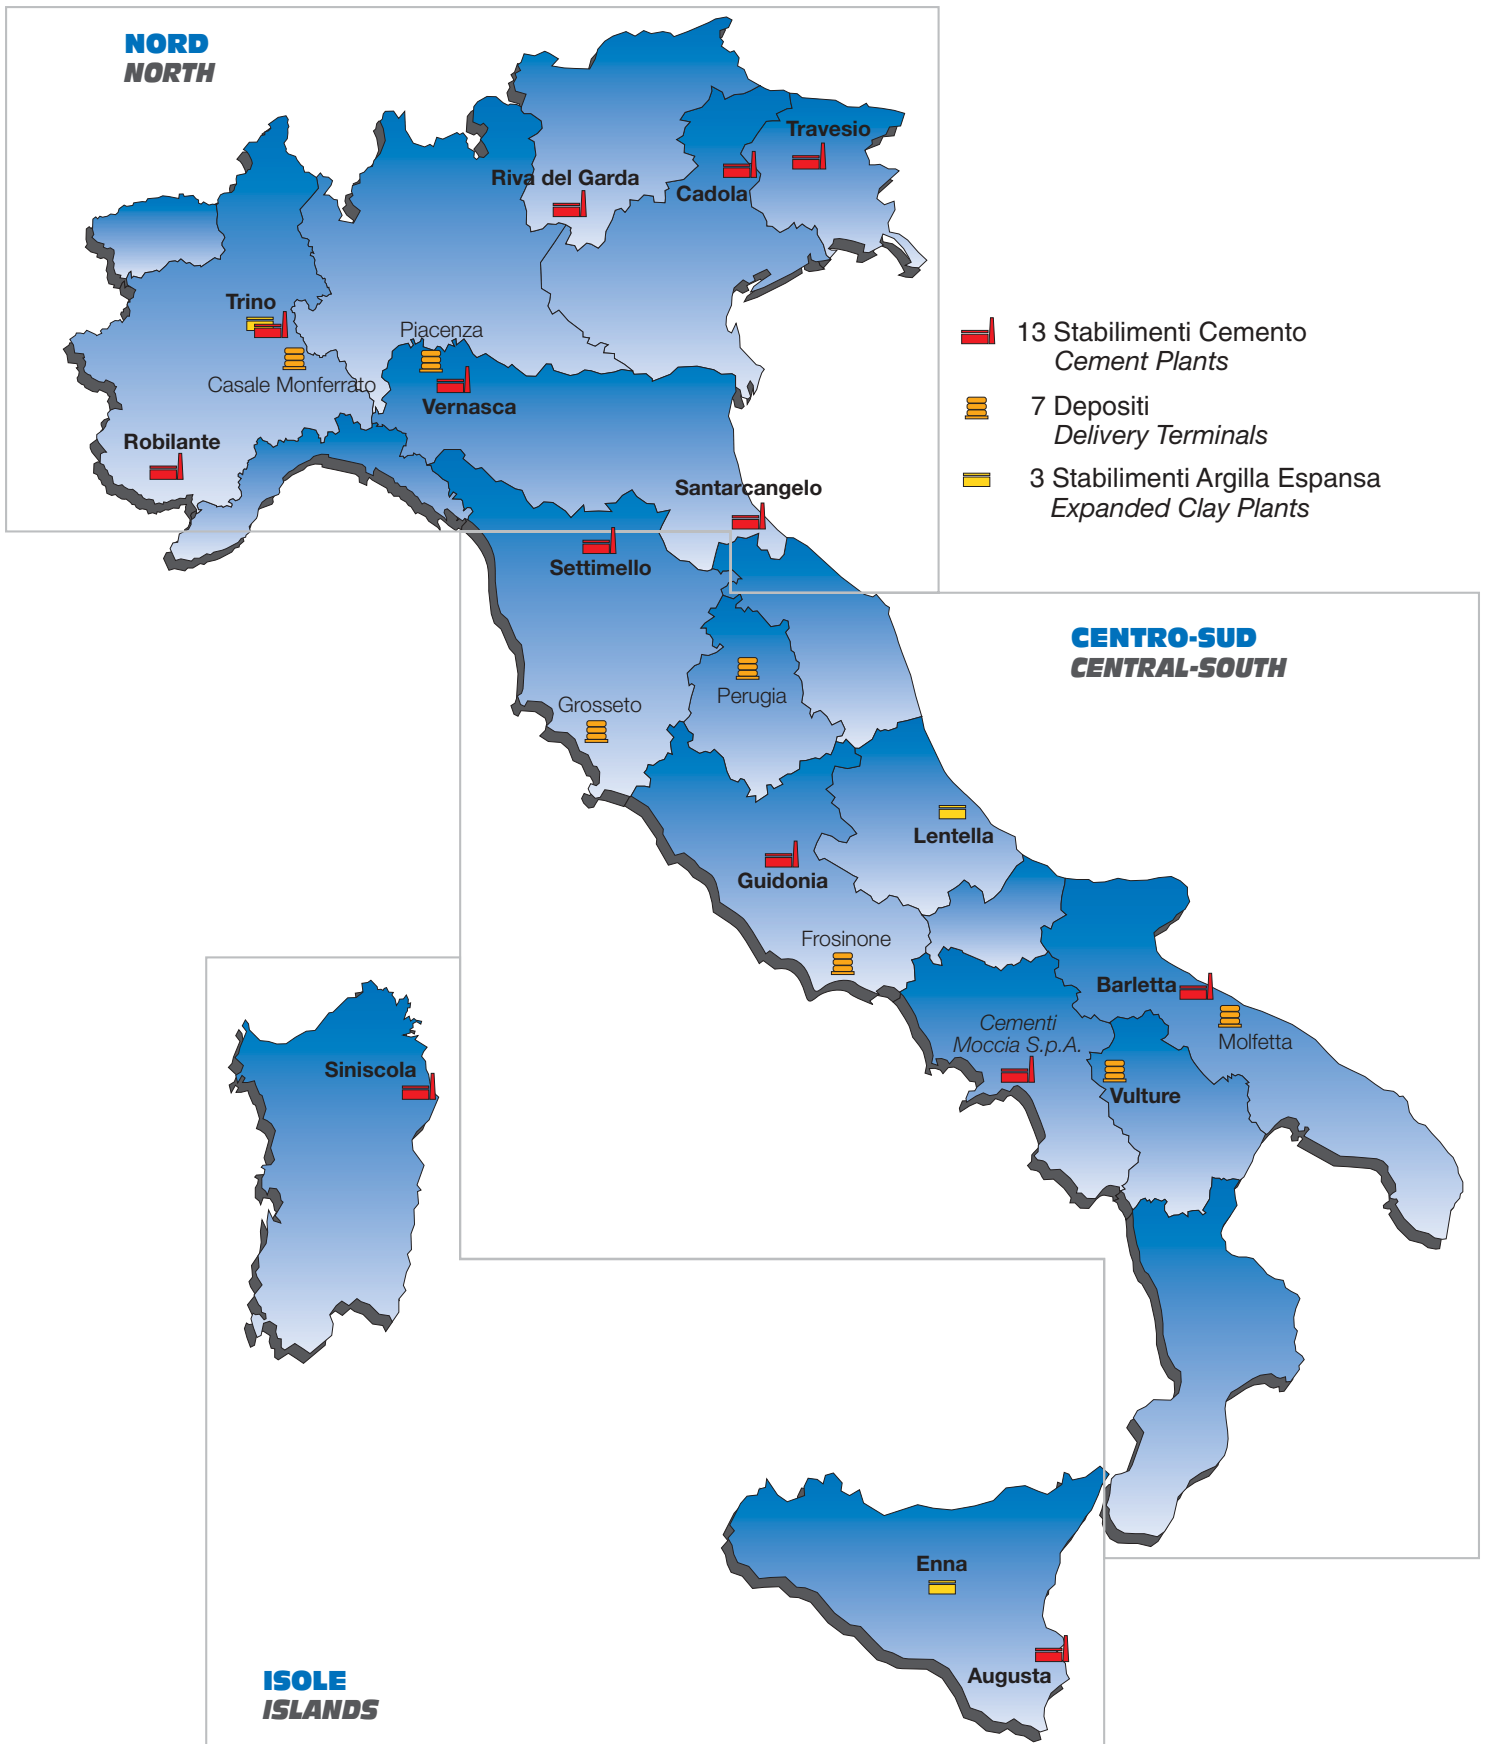 NORD
NORTH
Travesio
Riva del Garda
Cadola
Trino
Piacenza
Casale Monferrato
Vernasca
Robilante
Santarcangelo
Settimello
13 Stabilimenti Cemento
Cement Plants
7 Depositi
Delivery Terminals
3 Stabilimenti Argilla Espansa
Expanded Clay Plants
CENTRO-SUD
CENTRAL-SOUTH
Perugia
Grosseto
Lentella
Guidonia
Frosinone
Barletta
Cementi
Moccia S.p.A.
Molfetta
Vulture
Siniscola
Enna
Augusta
ISOLE
ISLANDS